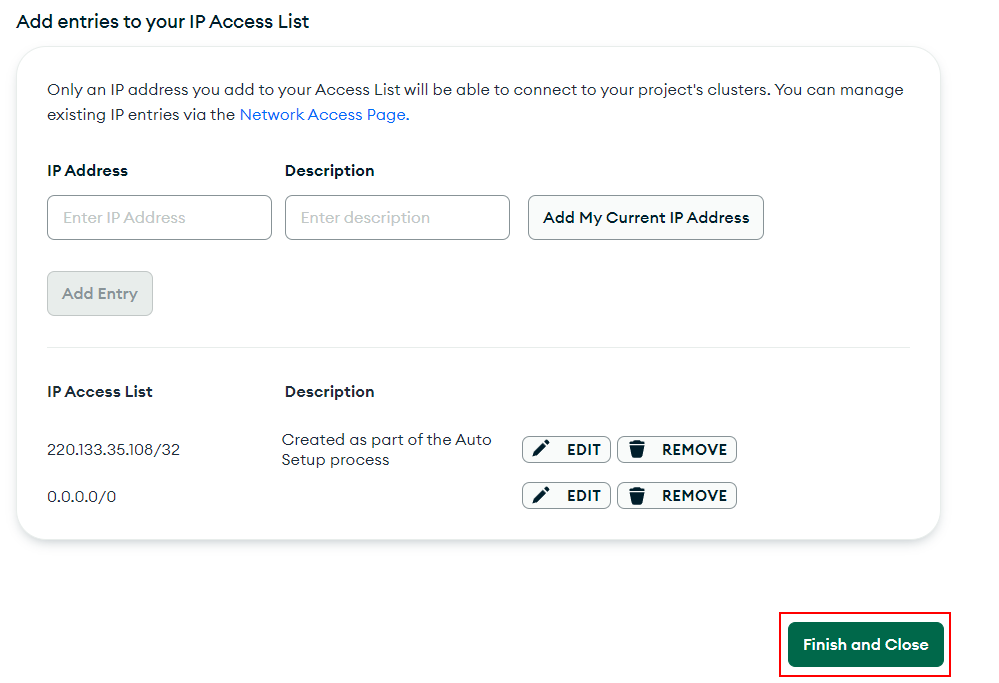 Add entries to your IP Access List
Only an IP address you add to your Access List will be able to connect to your project's clusters. You can manage
existing IP entries via the Network Access Page.
IP Address
Description
Enter IP Address
Enter description
Add My Current IP Address
Add Entry
IP Access List
Description
220.133.35.108/32
Created as part of the Auto
Setup process
EDIT
REMOVE
0.0.0.0/0
EDIT
REMOVE
Finish and Close